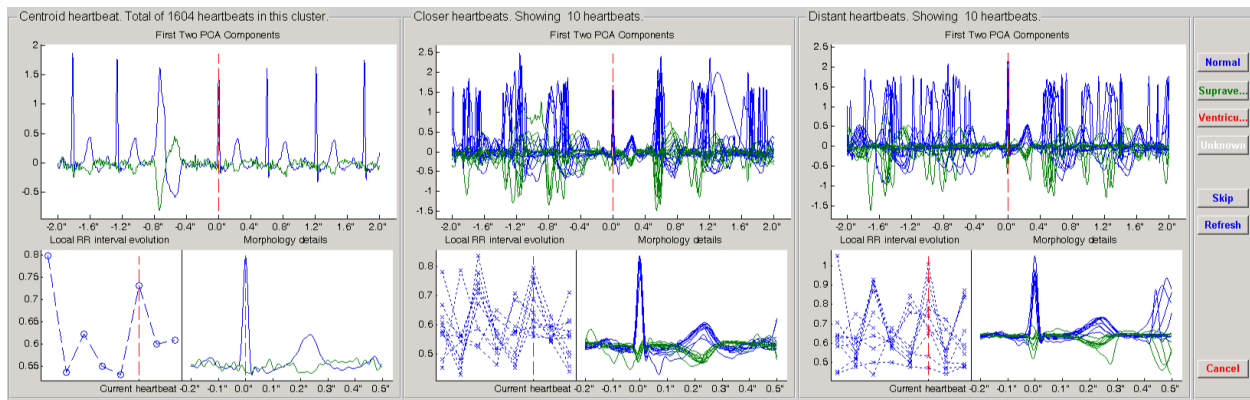 Centroid heartbeat. Total of 1604 heartbeats in this cluster.
First Two PCA Components
2
1.5
1
0.5
0
-0.5
-2.0" -1.6" -1.2" -0.8" -0.4" 0.0" 0.4" 0.8" 1.2" 1.6" 2.0"
Local RR interval evolution Morphology details
0.8
0.75
0.7
0.65
0.6
0.55
Current heartbeat -0.2" -0.1" 0.0" 0.1" 0.2" 0.3" 0.4" 0.5"
Closer heartbeats. Showing 10 heartbeats.
First Two PCA Components
2.5
2
1.5
1
0.5
0
-0.5
-1
-1.5
-2.0" -1.6" -1.2" -0.8" -0.4" 0.0" 0.4" 0.8" 1.2" 1.6" 2.0"
Local RR interval evolution Morphology details
0.8
0.7
0.6
0.5
Current heartbeat -0.2" -0.1" 0.0" 0.1" 0.2" 0.3" 0.4" 0.5"
Distant heartbeats. Showing 10 heartbeats.
First Two PCA Components
2.5
2
1.5
1
0.5
0
-0.5
-1
-1.5
-2.0" -1.6" -1.2" -0.8" -0.4" 0.0" 0.4" 0.8" 1.2" 1.6" 2.0"
Local RR interval evolution Morphology details
1
0.9
0.8
0.7
0.6
0.5
Current heartbeat -0.2" -0.1" 0.0" 0.1" 0.2" 0.3" 0.4" 0.5"
Normal
Suprave...
Ventricu...
Unknown
Skip
Refresh
Cancel